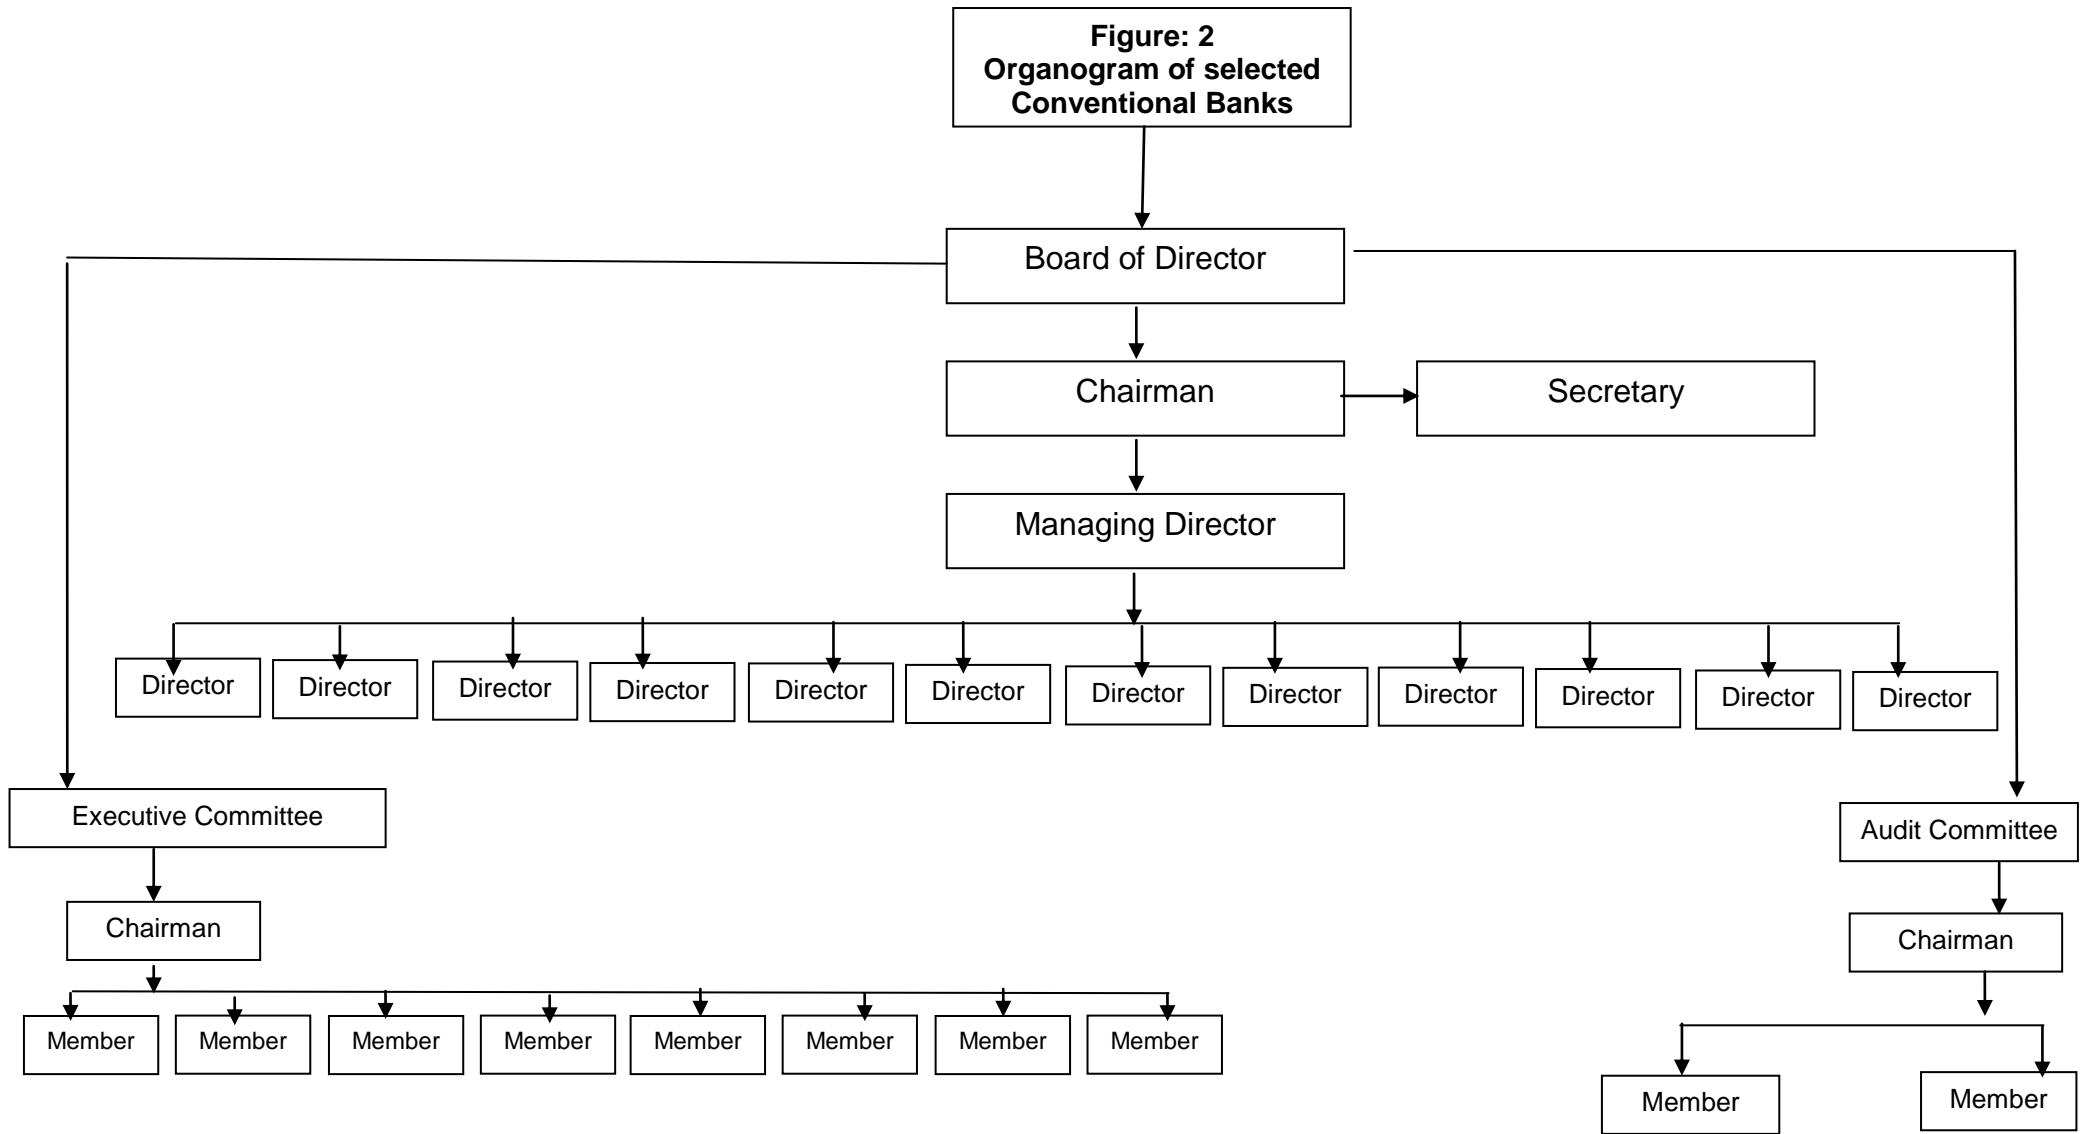 Figure: 2
Organogram of selected
Conventional Banks
Board of Director
Chairman
Secretary
Managing Director
Director
Director
Director
Director
Director
Director
Director
Director
Director
Director
Director
Director
Executive Committee
Audit Committee
Chairman
Chairman
Member
Member
Member
Member
Member
Member
Member
Member
Member
Member